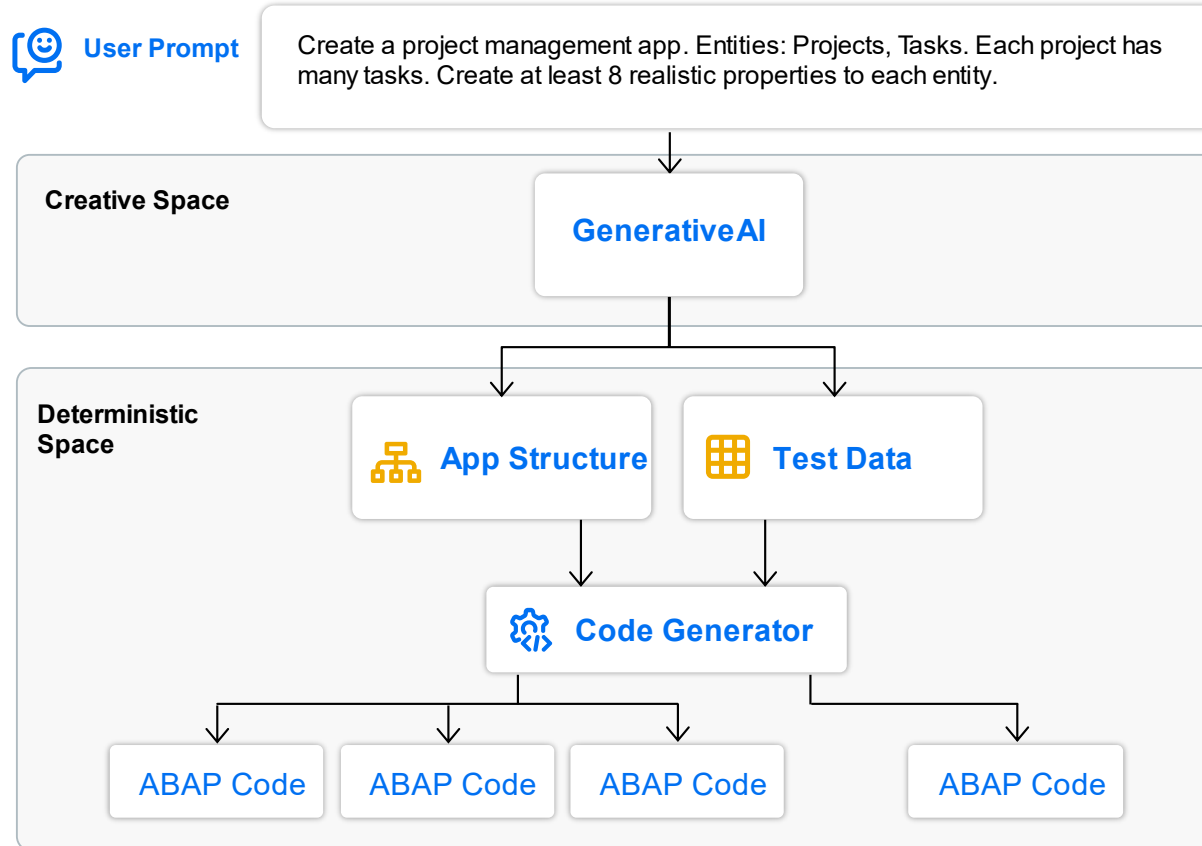 User Prompt
Create a project management app. Entities: Projects, Tasks. Each project has
many tasks. Create at least 8 realistic properties to each entity.
Creative Space
Generative AI
Deterministic
Space
App Structure
Test Data
Code Generator
ABAP Code
ABAP Code
ABAP Code
ABAP Code